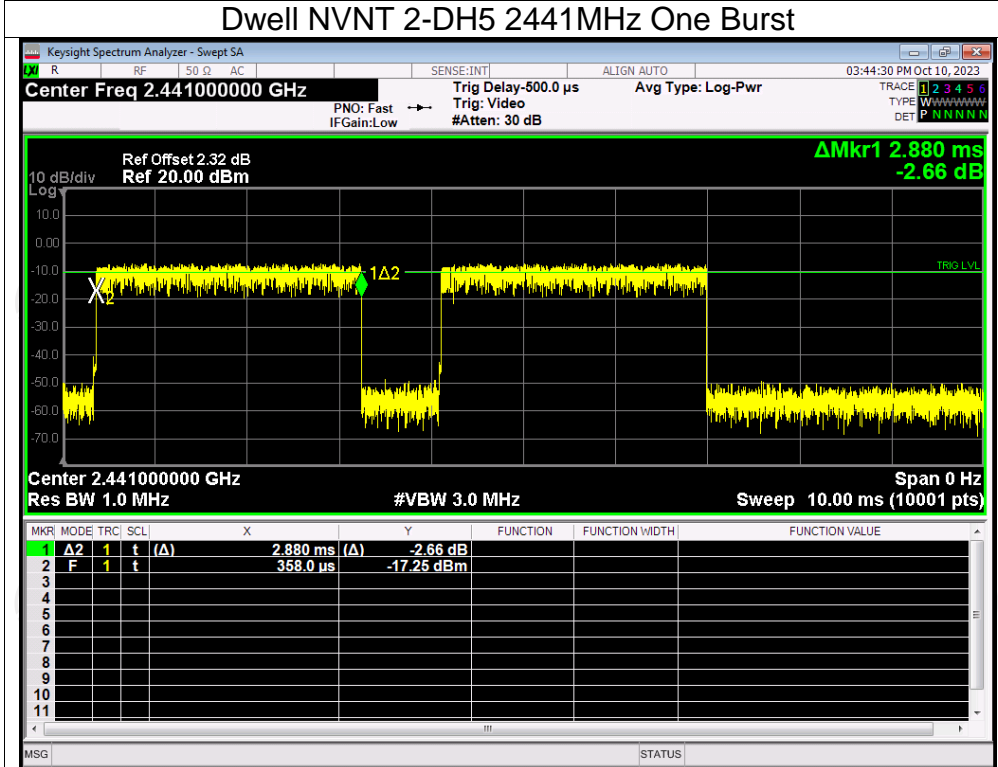 Dwell NVNT 2-DH5 2441MHz One Burst
Keysight Spectrum Analyzer - Swept SA
LXI R RF 50 Ω AC SENSE:INT ALIGN AUTO 03:44:30 PM Oct 10, 2023
Center Freq 2.441000000 GHz Trig Delay-500.0 µs Avg Type: Log-Pwr TRACE 1 2 3 4 5 6
PNO: Fast Trig: Video TYPE WWWWWWW
IFGain:Low #Atten: 30 dB DET P N N N N N
ΔMkr1 2.880 ms
-2.66 dB
Ref Offset 2.32 dB
10 dB/div Ref 20.00 dBm
Log
10.0
0.00
-10.0 1Δ2 TRIG LVL
-20.0 2
-30.0
-40.0
-50.0
-60.0
-70.0
Center 2.441000000 GHz Span 0 Hz
Res BW 1.0 MHz #VBW 3.0 MHz Sweep 10.00 ms (10001 pts)
MKR MODE TRC SCL X Y FUNCTION FUNCTION WIDTH FUNCTION VALUE
1 Δ2 1 t (Δ) 2.880 ms (Δ) -2.66 dB
2 F 1 t 358.0 µs -17.25 dBm
3
4
5
6
7
8
9
10
11
MSG STATUS